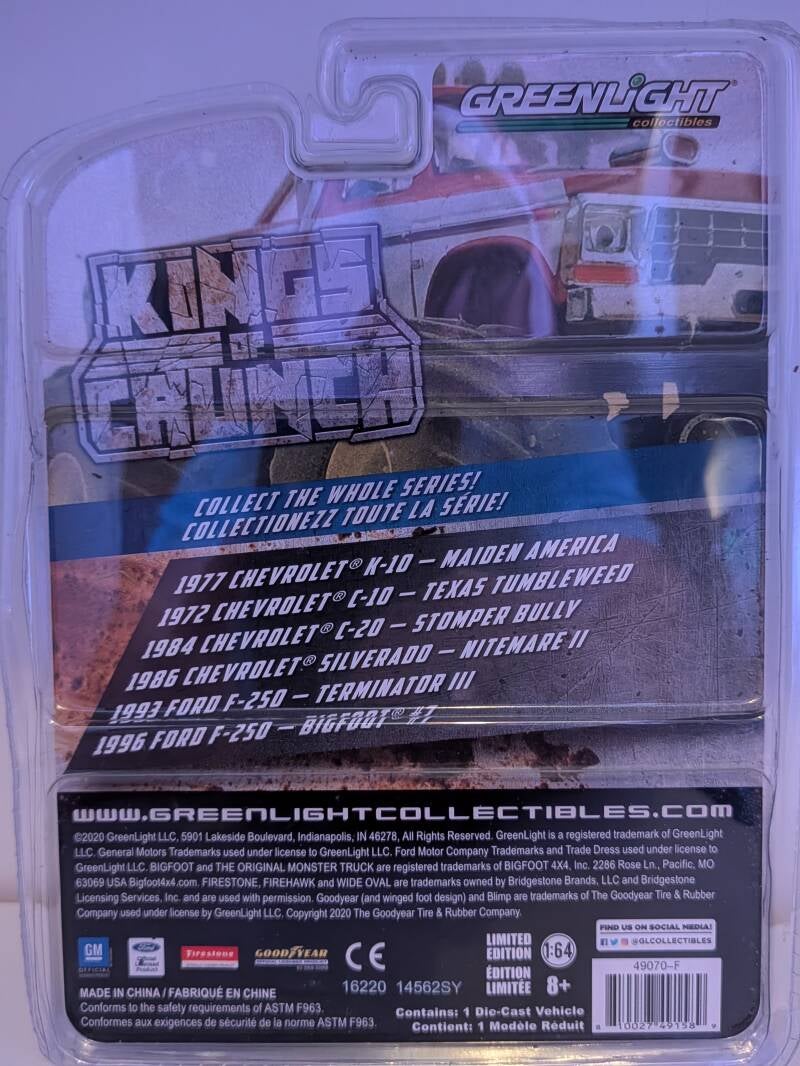 GREENLIGHT®
collectibles
KINGS
OF
CRUNCH
COLLECT THE WHOLE SERIES!
COLLECTIONEZZ TOUTE LA SÉRIE!
1977 CHEVROLET® K-10 – MAIDEN AMERICA
1972 CHEVROLET® C-10 – TEXAS TUMBLEWEED
1984 CHEVROLET® C-20 – STOMPER BULLY
1986 CHEVROLET® SILVERADO – NITEMARE II
1993 FORD F-250 – TERMINATOR III
1996 FORD F-250 – BIGFOOT® #7
www.GREENLIGHTCOLLECTIBLES.COM
©2020 GreenLight LLC, 5901 Lakeside Boulevard, Indianapolis, IN 46278, All Rights Reserved. GreenLight is a registered trademark of GreenLight
LLC. General Motors Trademarks used under license to GreenLight LLC. Ford Motor Company Trademarks and Trade Dress used under license to
GreenLight LLC. BIGFOOT and THE ORIGINAL MONSTER TRUCK are registered trademarks of BIGFOOT 4X4, Inc. 2286 Rose Ln., Pacific, MO
63069 USA Bigfoot4x4.com. FIRESTONE, FIREHAWK and WIDE OVAL are trademarks owned by Bridgestone Brands, LLC and Bridgestone
Licensing Services, Inc. and are used with permission. Goodyear (and winged foot design) and Blimp are trademarks of The Goodyear Tire & Rubber
Company used under license by GreenLight LLC. Copyright 2020 The Goodyear Tire & Rubber Company.
GM
OFFICIAL
Ford
Official
Licensed
Product
Firestone
GOODYEAR
CE
16220 14562SY
LIMITED
EDITION
ÉDITION
LIMITÉE
1:64
8+
FIND US ON SOCIAL MEDIA!
@GLCOLLECTIBLES
49070-F
8 10027 49158 9
MADE IN CHINA / FABRIQUÉ EN CHINE
Conforms to the safety requirements of ASTM F963.
Conformes aux exigences de sécurité de la norme ASTM F963.
Contains: 1 Die-Cast Vehicle
Contient: 1 Modèle Réduit